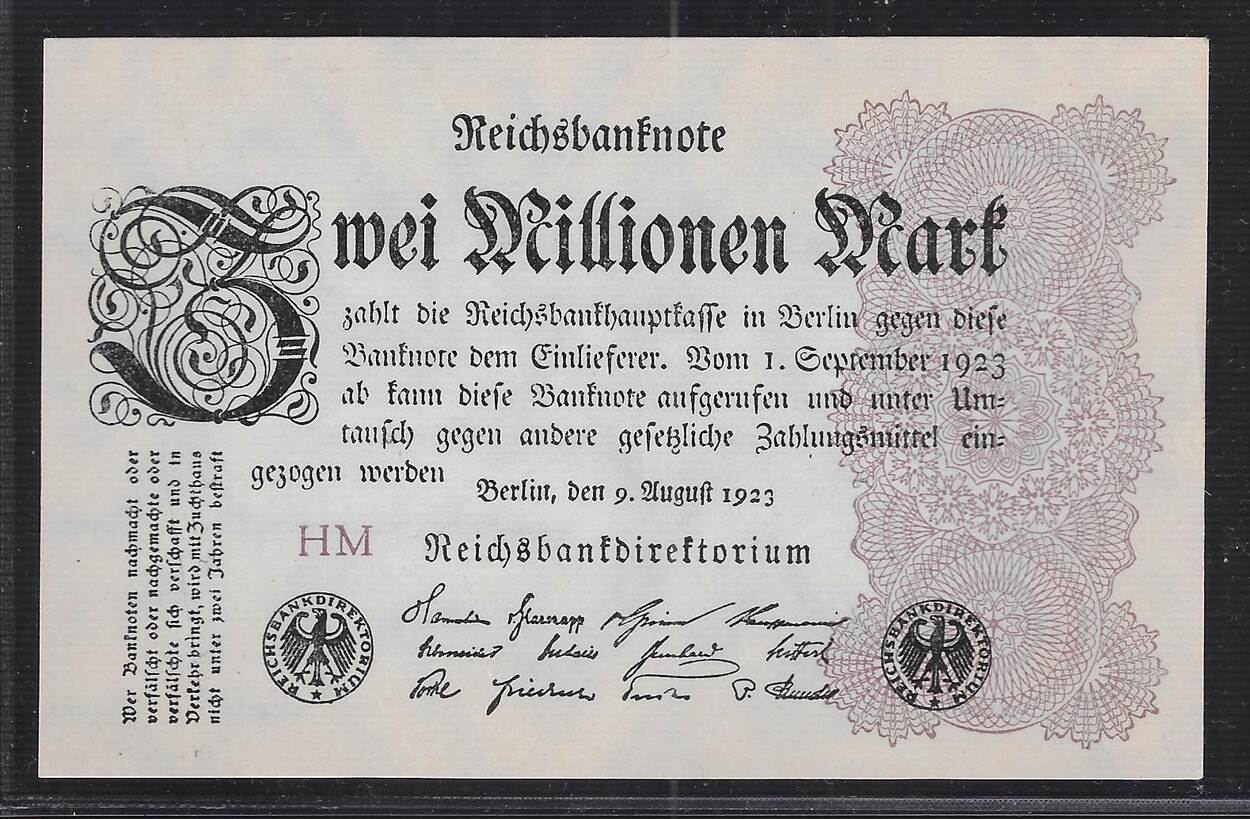 Reichsbanknote
Zwei Millionen Mark
zahlt die Reichsbankhauptkasse in Berlin gegen diese
Banknote dem Einlieferer. Vom 1. September 1923
ab kann diese Banknote aufgerufen und unter Um=
tausch gegen andere gesetzliche Zahlungsmittel ein=
gezogen werden
Berlin, den 9. August 1923
HM
Reichsbankdirektorium
REICHSBANKDIREKTORIUM
REICHSBANKDIREKTORIUM
Wer Banknoten nachmacht oder
verfälscht oder nachgemachte oder
verfälschte sich verschafft und in
Verkehr bringt, wird mit Zuchthaus
nicht unter zwei Jahren bestraft